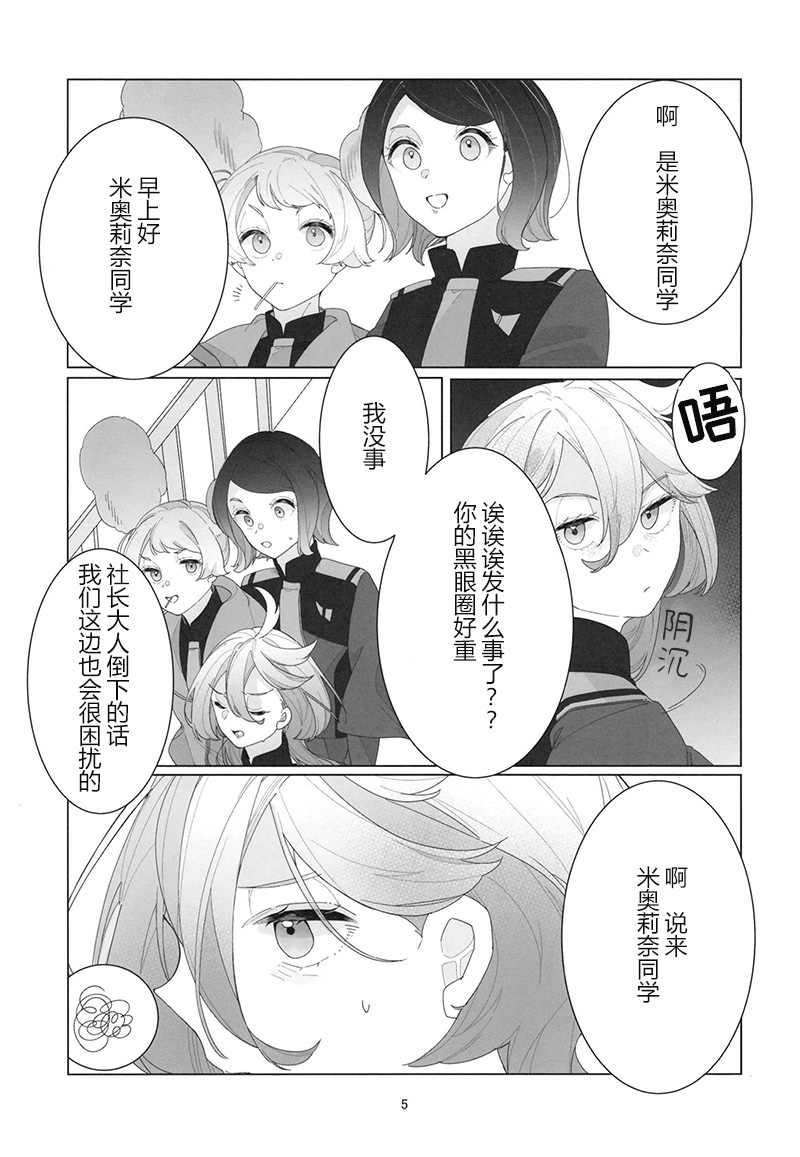 啊 是米奥莉奈同学
早上好
米奥莉奈同学
唔
阴沉
诶诶诶发什么事了??
你的黑眼圈好重
我没事
社长大人倒下的话
我们这边也会很困扰的
啊 说来
米奥莉奈同学
5